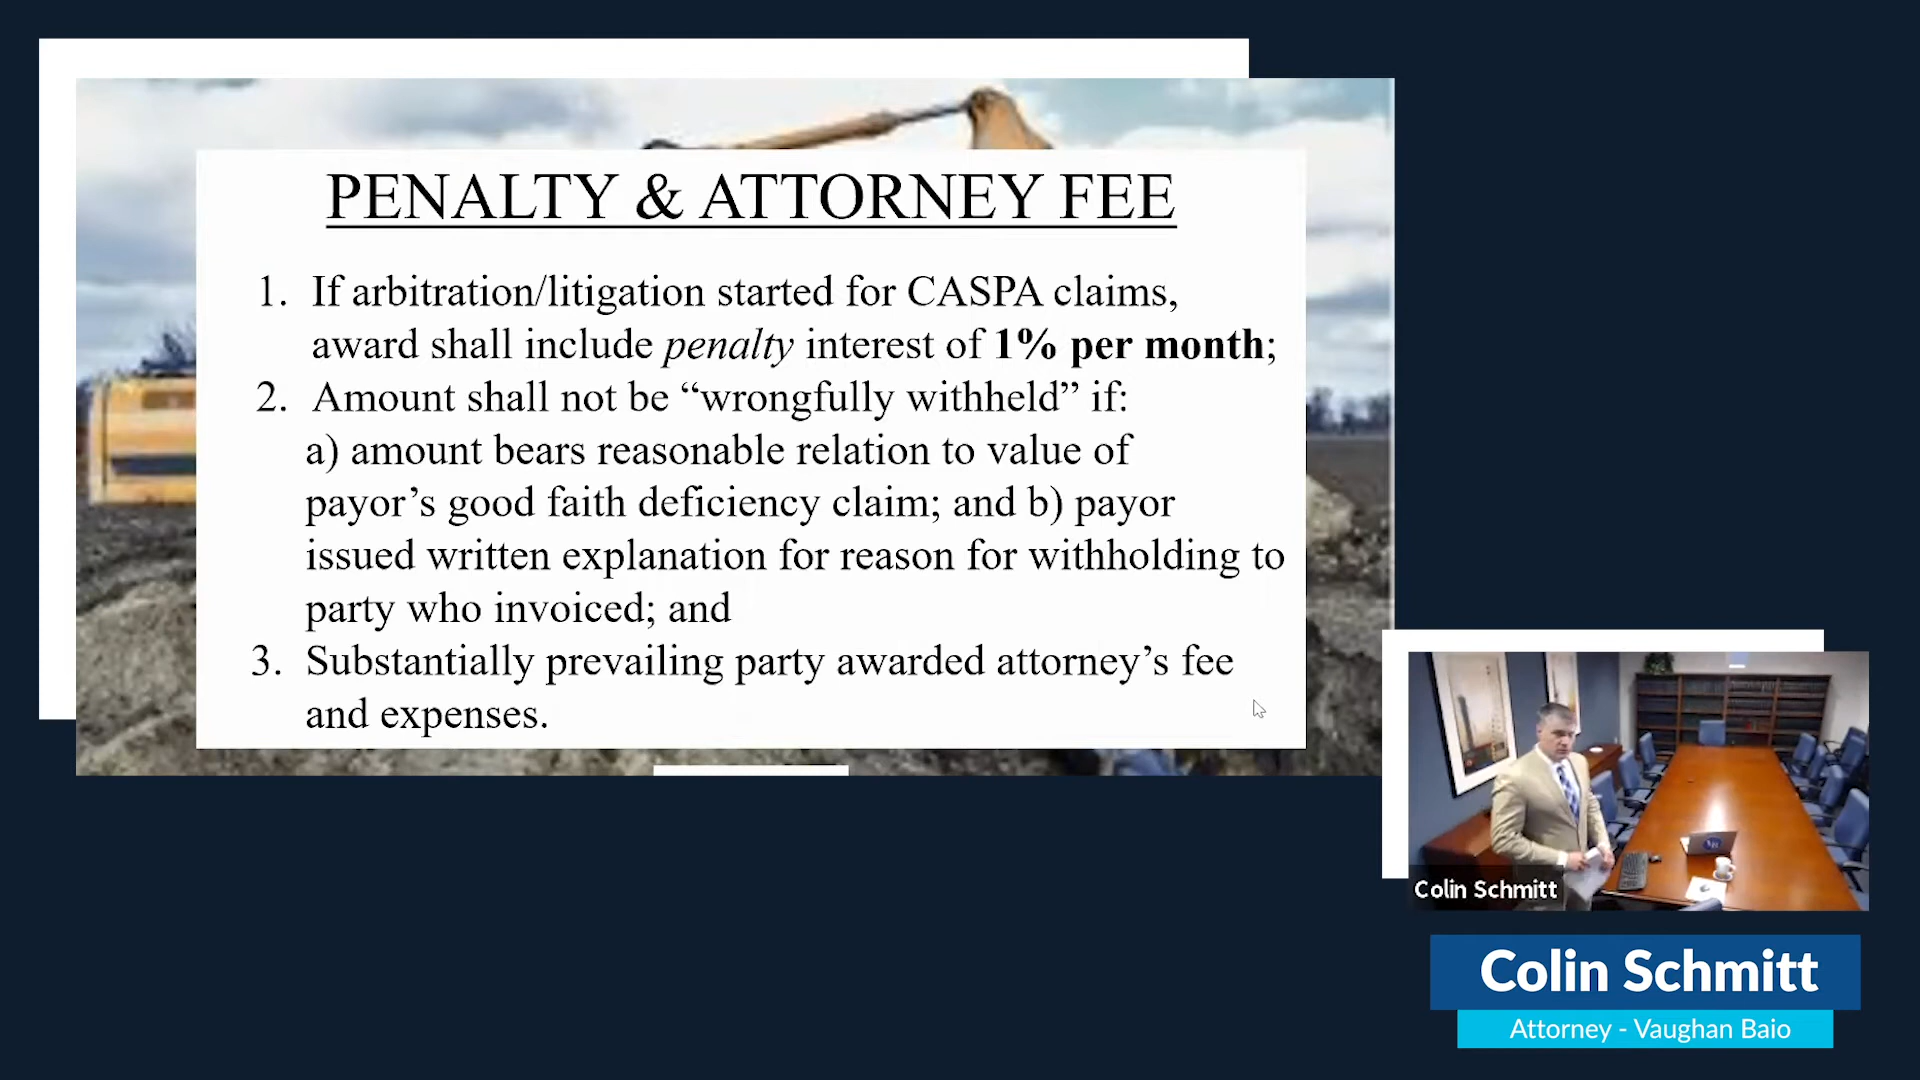 PENALTY & ATTORNEY FEE
1. If arbitration/litigation started for CASPA claims,
award shall include penalty interest of 1% per month;
2. Amount shall not be “wrongfully withheld” if:
a) amount bears reasonable relation to value of
payor’s good faith deficiency claim; and b) payor
issued written explanation for reason for withholding to
party who invoiced; and
3. Substantially prevailing party awarded attorney’s fee
and expenses.
Colin Schmitt
Colin Schmitt
Attorney - Vaughan Baio